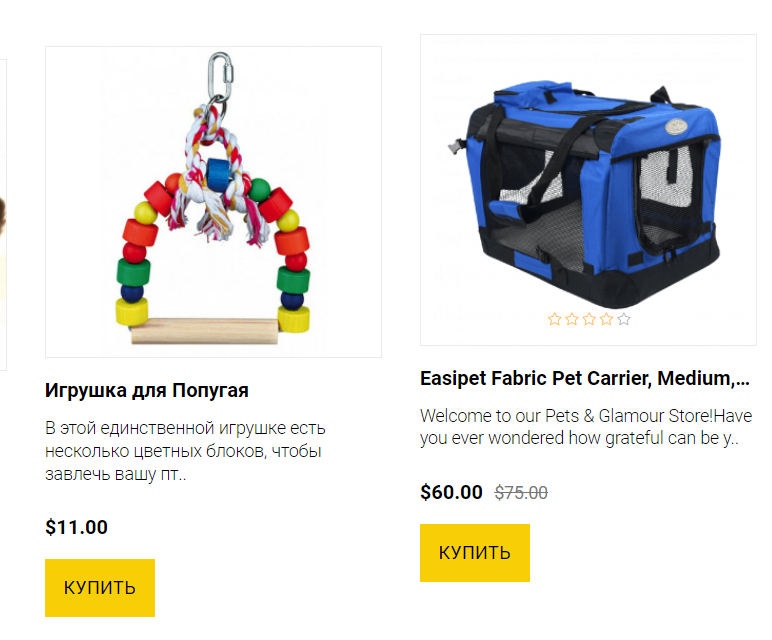 Игрушка для Попугая
В этой единственной игрушке есть
несколько цветных блоков, чтобы
завлечь вашу пт..
$11.00
КУПИТЬ
Easipet Fabric Pet Carrier, Medium,...
Welcome to our Pets & Glamour Store!Have
you ever wondered how grateful can be y..
$60.00 $75.00
КУПИТЬ